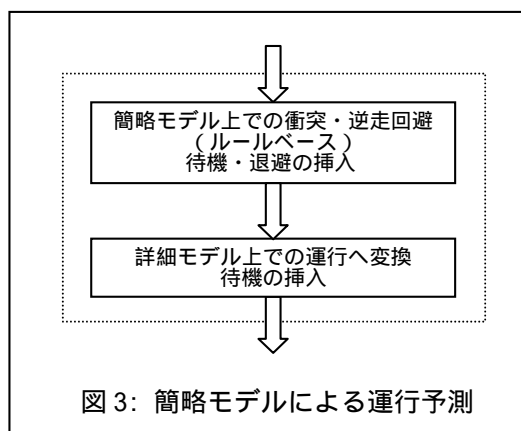 簡略モデル上での衝突・逆走回避
(ルールベース)
待機・退避の挿入
詳細モデル上での運行へ変換
待機の挿入
図 3: 簡略モデルによる運行予測